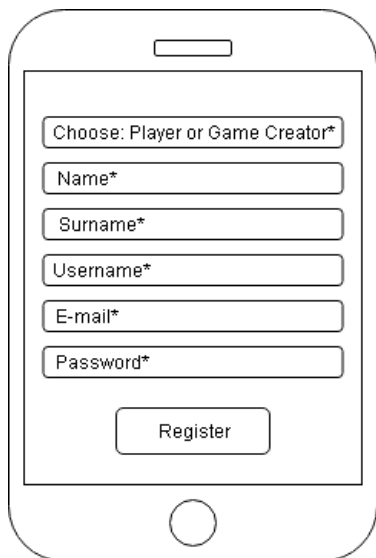 Choose: Player or Game Creator*
Name*
Surname*
Username*
E-mail*
Password*
Register